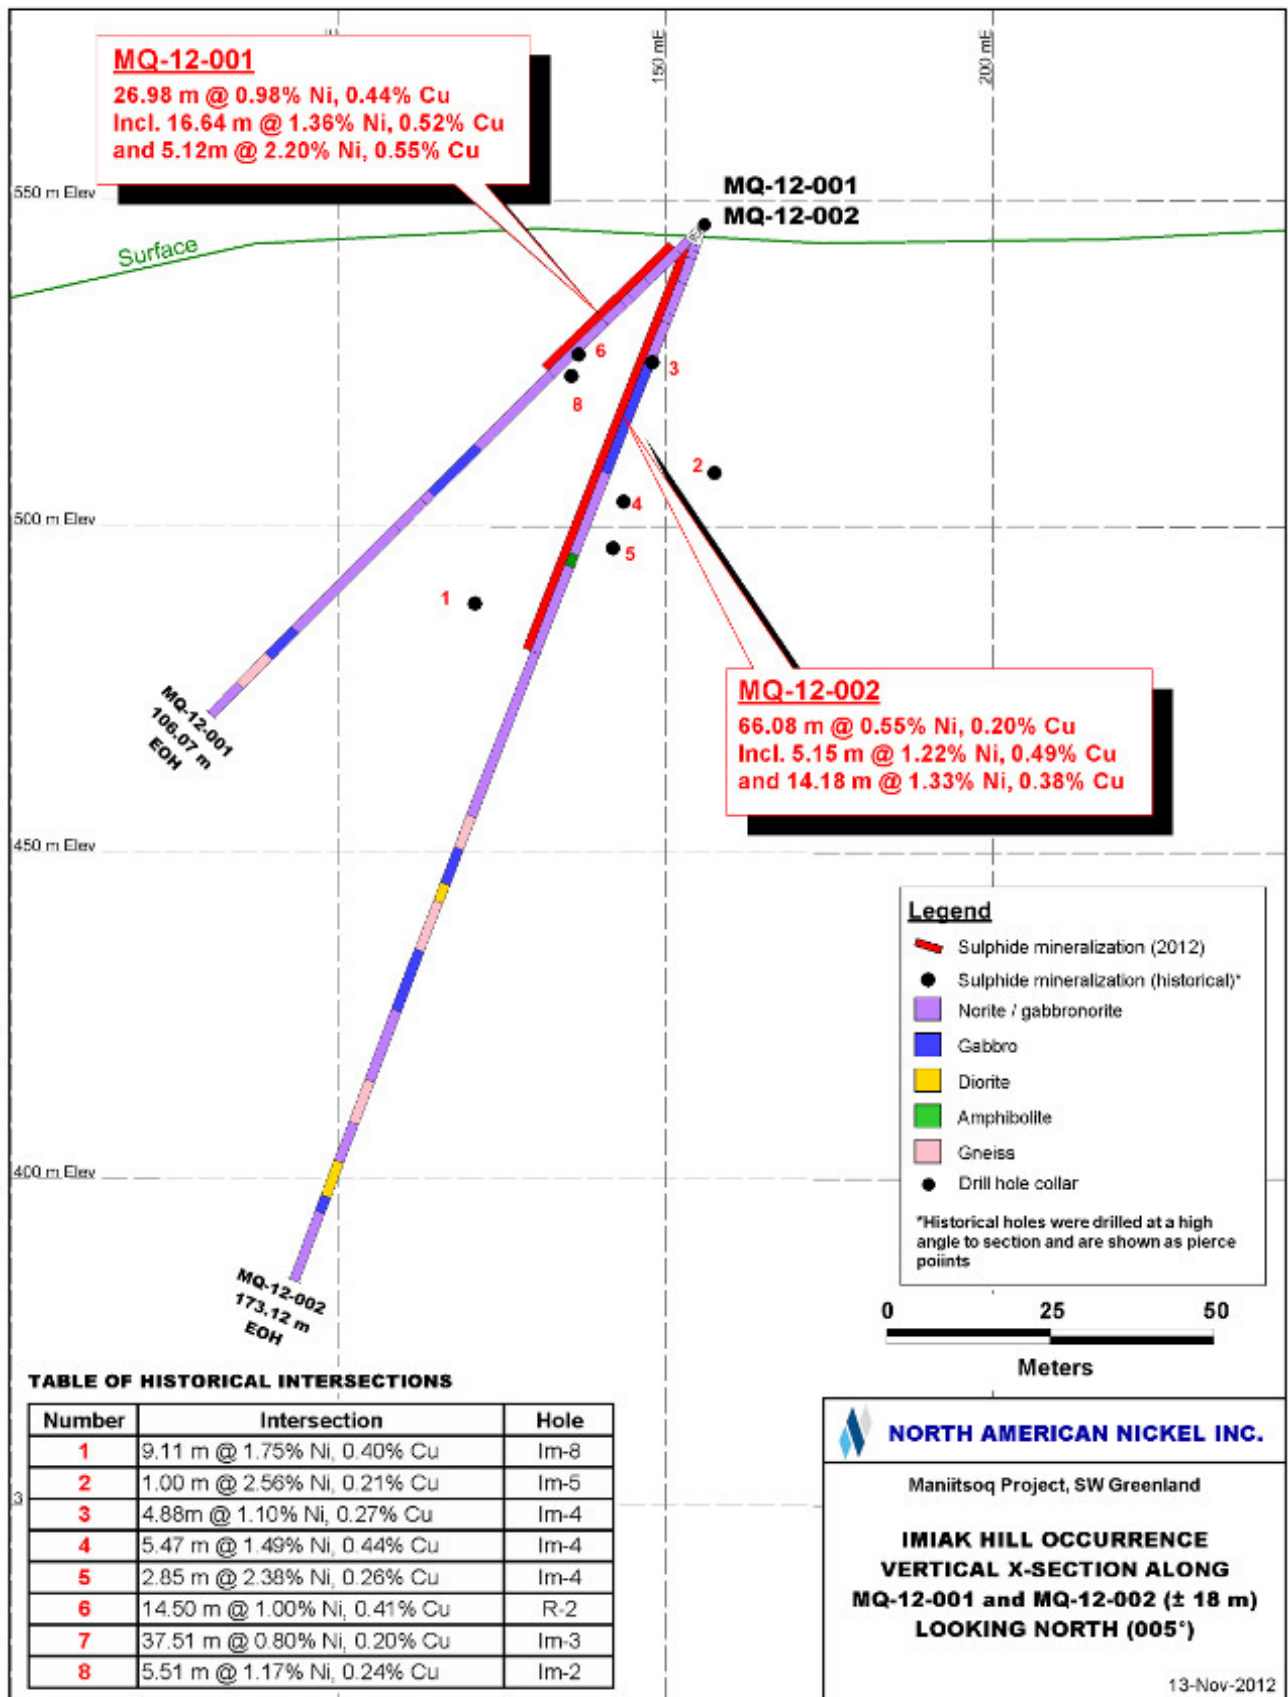 150 mE
200 mE
MQ-12-001
26.98 m @ 0.98% Ni, 0.44% Cu
Incl. 16.64 m @ 1.36% Ni, 0.52% Cu
and 5.12m @ 2.20% Ni, 0.55% Cu
550 m Elev
MQ-12-001
MQ-12-002
Surface
6
3
8
2
4
500 m Elev
5
1
MQ-12-001
106.07 m
EOH
MQ-12-002
66.08 m @ 0.55% Ni, 0.20% Cu
Incl. 5.15 m @ 1.22% Ni, 0.49% Cu
and 14.18 m @ 1.33% Ni, 0.38% Cu
450 m Elev
Legend
Sulphide mineralization (2012)
Sulphide mineralization (historical)*
Norite / gabbronorite
Gabbro
Diorite
Amphibolite
Gneiss
Drill hole collar
*Historical holes were drilled at a high
angle to section and are shown as pierce
poiints
400 m Elev
MQ-12-002
173.12 m
EOH
0 25 50
Meters
TABLE OF HISTORICAL INTERSECTIONS
Number Intersection Hole
1 9.11 m @ 1.75% Ni, 0.40% Cu Im-8
2 1.00 m @ 2.56% Ni, 0.21% Cu Im-5
3 4.88m @ 1.10% Ni, 0.27% Cu Im-4
4 5.47 m @ 1.49% Ni, 0.44% Cu Im-4
5 2.85 m @ 2.38% Ni, 0.26% Cu Im-4
6 14.50 m @ 1.00% Ni, 0.41% Cu R-2
7 37.51 m @ 0.80% Ni, 0.20% Cu Im-3
8 5.51 m @ 1.17% Ni, 0.24% Cu Im-2
3
NORTH AMERICAN NICKEL INC.
Maniitsoq Project, SW Greenland
IMIAK HILL OCCURRENCE
VERTICAL X-SECTION ALONG
MQ-12-001 and MQ-12-002 (± 18 m)
LOOKING NORTH (005°)
13-Nov-2012